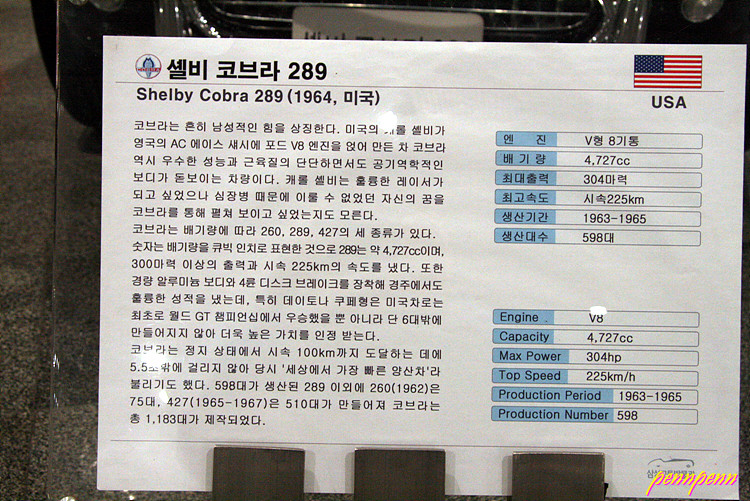 셸비 코브라 289
Shelby Cobra 289 (1964, 미국)
USA
코브라는 흔히 남성적인 힘을 상징한다. 미국의 캐롤 셸비가
영국의 AC 에이스 섀시에 포드 V8 엔진을 얹어 만든 차 코브라
역시 우수한 성능과 근육질의 단단하면서도 공기역학적인
보디가 돋보이는 차량이다. 캐롤 셸비는 훌륭한 레이서가
되고 싶었으나 심장병 때문에 이룰 수 없었던 자신의 꿈을
코브라를 통해 펼쳐 보이고 싶었는지도 모른다.
코브라는 배기량에 따라 260, 289, 427의 세 종류가 있다.
숫자는 배기량을 큐빅 인치로 표현한 것으로 289는 약 4,727cc이며,
300마력 이상의 출력과 시속 225km의 속도를 냈다. 또한
경량 알루미늄 보디와 4륜 디스크 브레이크를 장착해 경주에서도
훌륭한 성적을 냈는데, 특히 데이토나 쿠페형은 미국차로는
최초로 월드 GT 챔피언십에서 우승했을 뿐 아니라 단 6대밖에
만들어지지 않아 더욱 높은 가치를 인정 받는다.
코브라는 정지 상태에서 시속 100km까지 도달하는 데에
5.5초밖에 걸리지 않아 당시 '세상에서 가장 빠른 양산차'라
불리기도 했다. 598대가 생산된 289 이외에 260(1962)은
75대, 427(1965-1967)은 510대가 만들어져 코브라는
총 1,183대가 제작되었다.
엔 진 V형 8기통
배 기 량 4,727cc
최대출력 304마력
최고속도 시속225km
생산기간 1963-1965
생산대수 598대
Engine V8
Capacity 4,727cc
Max Power 304hp
Top Speed 225km/h
Production Period 1963-1965
Production Number 598
pennpenn